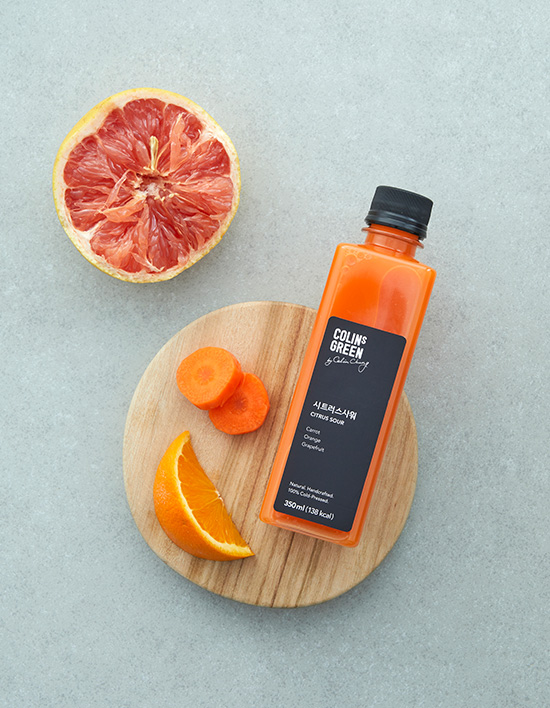 COLINs
GREEN
by Colin Chung
시트러스사워
CITRUS SOUR
Carrot
Orange
Grapefruit
Natural. Handcrafted.
100% Cold-Pressed.
350ml (138 kcal)